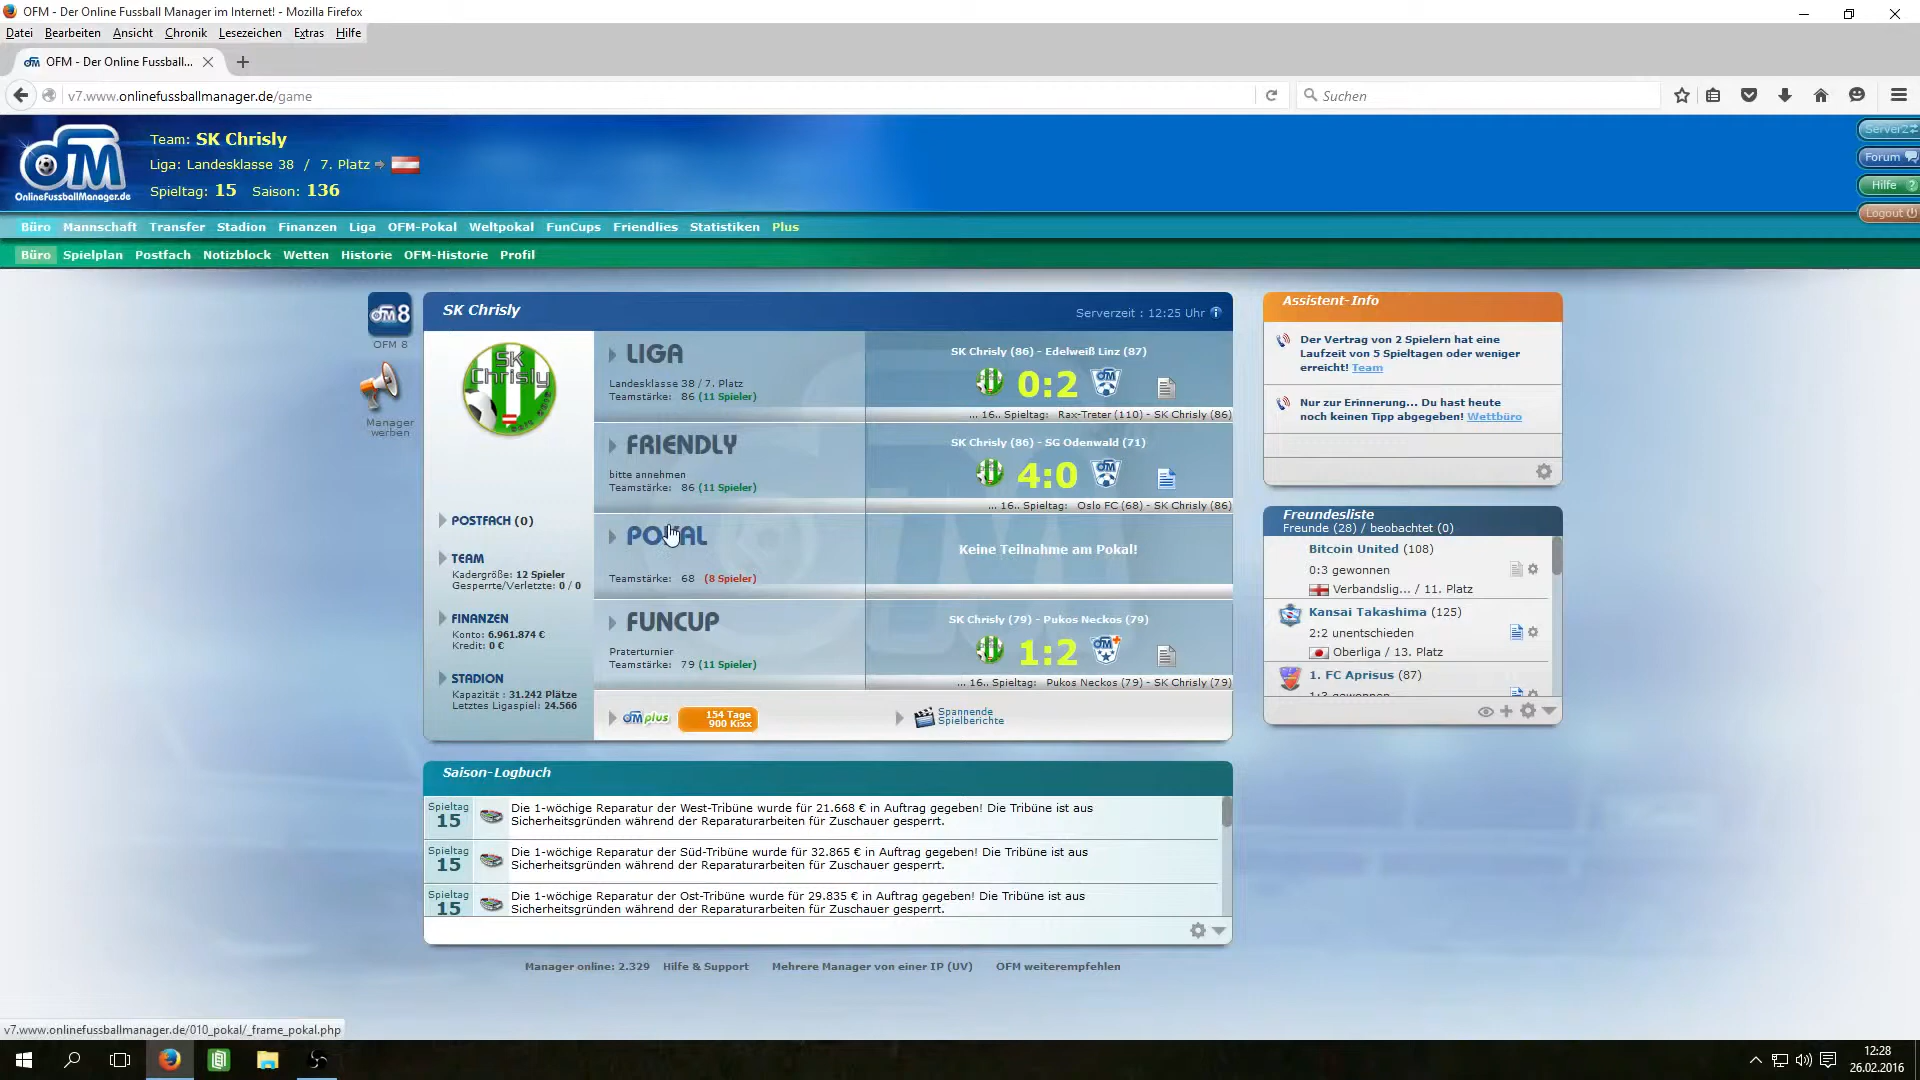 OFM - Der Online Fussball Manager im Internet! - Mozilla Firefox
Datei Bearbeiten Ansicht Chronik Lesezeichen Extras Hilfe
OFM - Der Online Fussball...
v7.www.onlinefussballmanager.de/game
Suchen
Team: SK Chrisly
Liga: Landesklasse 38 / 7. Platz
Spieltag: 15 Saison: 136
OFM
OnlineFussballManager.de
Server2
Forum
Hilfe ?
Logout
Büro Mannschaft Transfer Stadion Finanzen Liga OFM-Pokal Weltpokal FunCups Friendlies Statistiken Plus
Büro Spielplan Postfach Notizblock Wetten Historie OFM-Historie Profil
OFM 8
OFM 8
Manager
werben
SK Chrisly
Serverzeit : 12:25 Uhr
SK
Chrisly
POSTFACH (0)
TEAM
Kadergröße: 12 Spieler
Gesperrte/Verletzte: 0 / 0
FINANZEN
Konto: 6.961.874 €
Kredit: 0 €
STADION
Kapazität : 31.242 Plätze
Letztes Ligaspiel: 24.566
LIGA
Landesklasse 38 / 7. Platz
Teamstärke: 86 (11 Spieler)
SK Chrisly (86) - Edelweiß Linz (87)
0:2
... 16.. Spieltag: Rax-Treter (110) - SK Chrisly (86)
FRIENDLY
bitte annehmen
Teamstärke: 86 (11 Spieler)
SK Chrisly (86) - SG Odenwald (71)
4:0
... 16.. Spieltag: Oslo FC (68) - SK Chrisly (86)
POKAL
Teamstärke: 68 (8 Spieler)
Keine Teilnahme am Pokal!
FUNCUP
Praterturnier
Teamstärke: 79 (11 Spieler)
SK Chrisly (79) - Pukos Neckos (79)
1:2
... 16.. Spieltag: Pukos Neckos (79) - SK Chrisly (79)
OFM plus
154 Tage
900 Kixx
Spannende
Spielberichte
Assistent-Info
Der Vertrag von 2 Spielern hat eine
Laufzeit von 5 Spieltagen oder weniger
erreicht! Team
Nur zur Erinnerung... Du hast heute
noch keinen Tipp abgegeben! Wettbüro
Freundesliste
Freunde (28) / beobachtet (0)
Bitcoin United (108)
0:3 gewonnen
Verbandslig... / 11. Platz
Kansai Takashima (125)
2:2 unentschieden
Oberliga / 13. Platz
1. FC Aprisus (87)
1:3 gewonnen
Saison-Logbuch
Spieltag
15
Die 1-wöchige Reparatur der West-Tribüne wurde für 21.668 € in Auftrag gegeben! Die Tribüne ist aus
Sicherheitsgründen während der Reparaturarbeiten für Zuschauer gesperrt.
Spieltag
15
Die 1-wöchige Reparatur der Süd-Tribüne wurde für 32.865 € in Auftrag gegeben! Die Tribüne ist aus
Sicherheitsgründen während der Reparaturarbeiten für Zuschauer gesperrt.
Spieltag
15
Die 1-wöchige Reparatur der Ost-Tribüne wurde für 29.835 € in Auftrag gegeben! Die Tribüne ist aus
Sicherheitsgründen während der Reparaturarbeiten für Zuschauer gesperrt.
Manager online: 2.329 Hilfe & Support Mehrere Manager von einer IP (UV) OFM weiterempfehlen
v7.www.onlinefussballmanager.de/010_pokal/_frame_pokal.php
12:28
26.02.2016